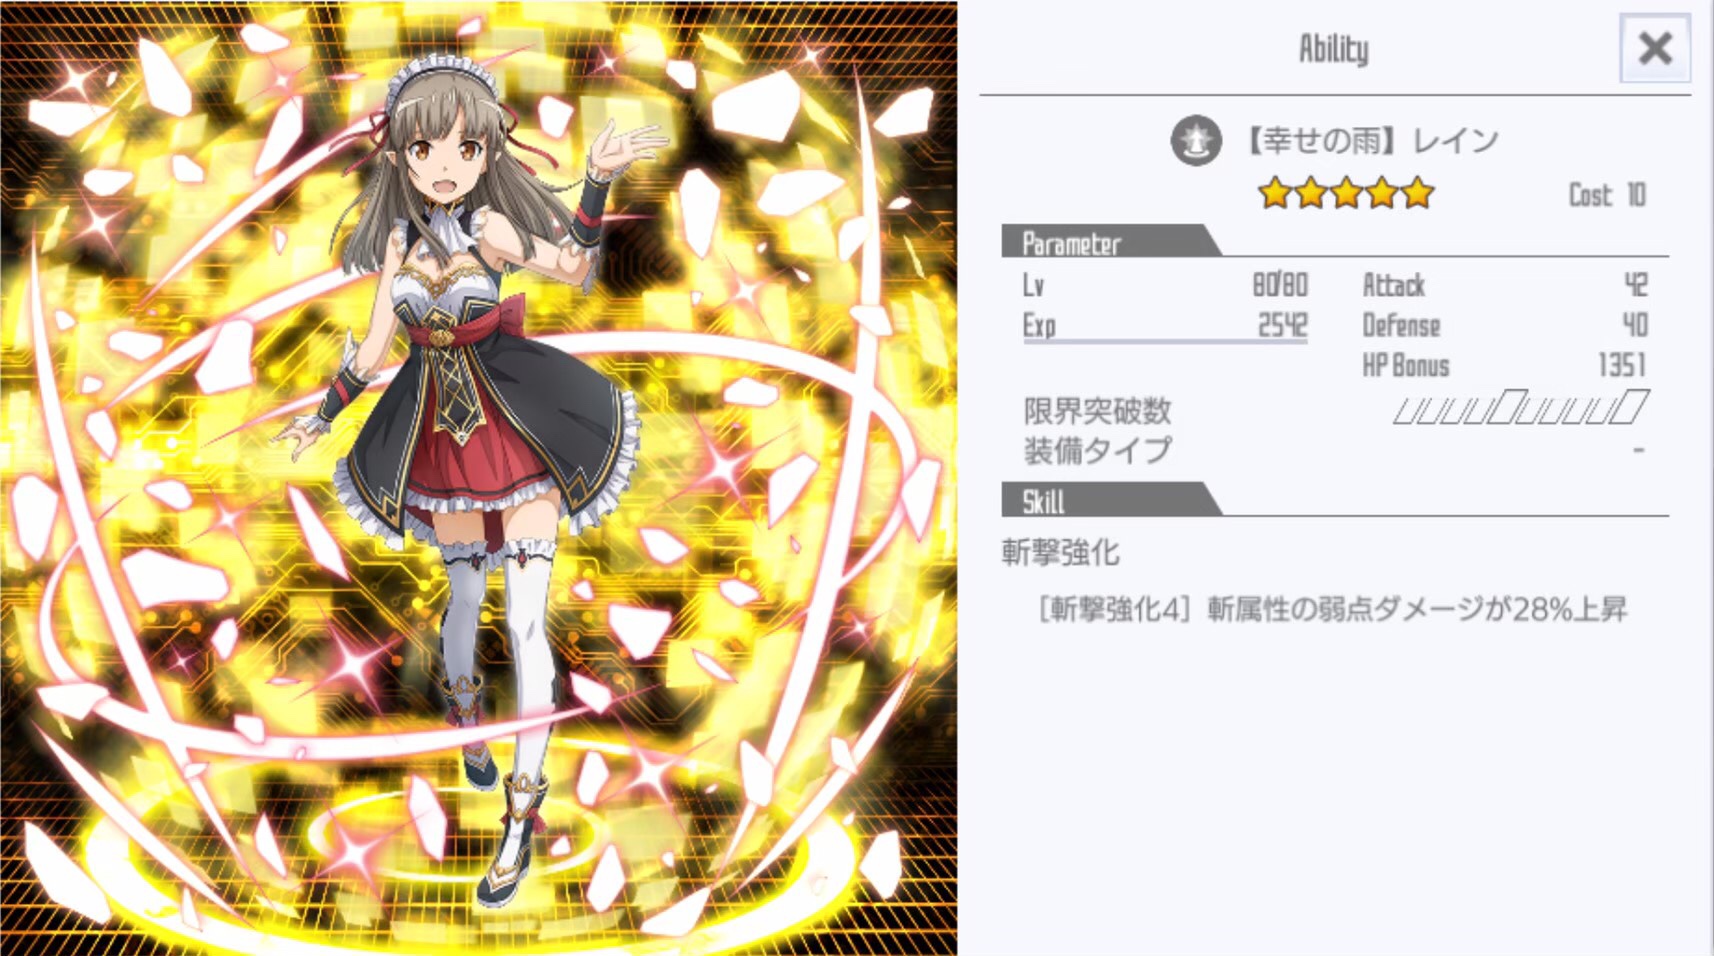 Ability
【幸せの雨】レイン
Cost 10
Parameter
Lv 80/80 Attack 42
Exp 2542 Defense 40
HP Bonus 1351
限界突破数
装備タイプ -
Skill
斬撃強化
［斬撃強化4］斬属性の弱点ダメージが28%上昇